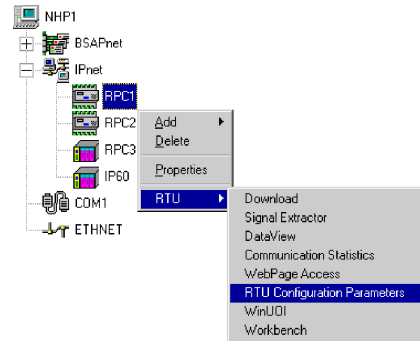 NHP1
BSAPnet
IPnet
RPC1
RPC2
RPC3
IP60
COM1
ETHNET
Add
Delete
Properties
RTU
Download
Signal Extractor
DataView
Communication Statistics
WebPage Access
RTU Configuration Parameters
WinUOI
Workbench